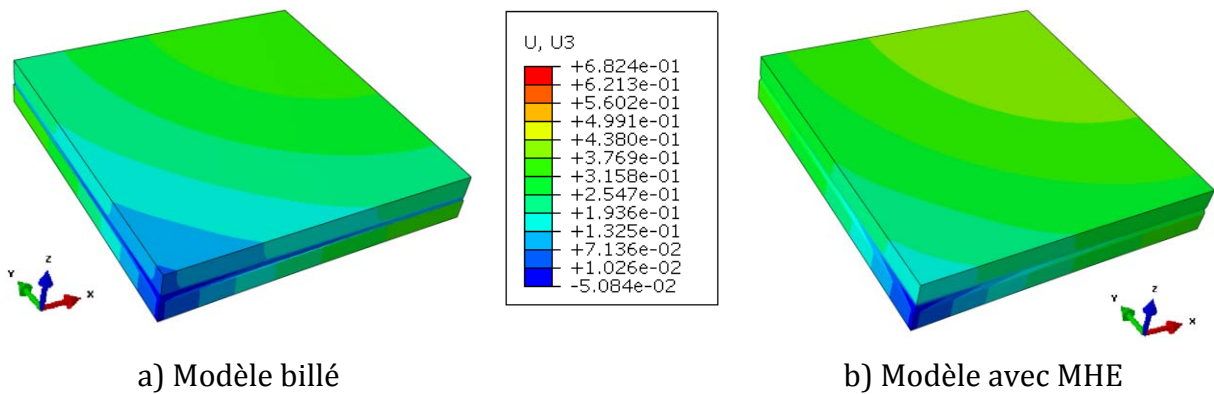 U, U3
+6.824e-01
+6.213e-01
+5.602e-01
+4.991e-01
+4.380e-01
+3.769e-01
+3.158e-01
+2.547e-01
+1.936e-01
+1.325e-01
+7.136e-02
+1.026e-02
-5.084e-02
Y
Z
X
Y
Z
X
a) Modèle billé
b) Modèle avec MHE